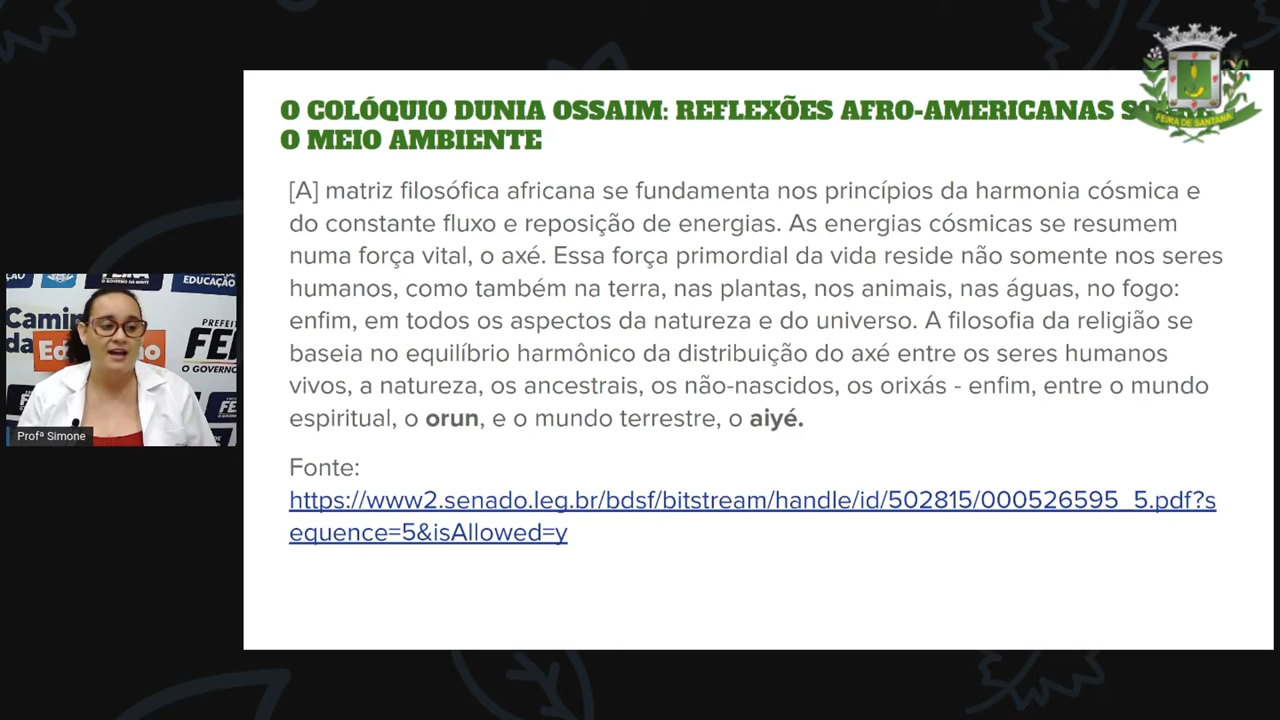 O COLÓQUIO DUNIA OSSAIM: REFLEXÕES AFRO-AMERICANAS
O MEIO AMBIENTE
FEIRA DE SANTANA
[A] matriz filosófica africana se fundamenta nos princípios da harmonia cósmica e
do constante fluxo e reposição de energias. As energias cósmicas se resumem
numa força vital, o axé. Essa força primordial da vida reside não somente nos seres
humanos, como também na terra, nas plantas, nos animais, nas águas, no fogo:
enfim, em todos os aspectos da natureza e do universo. A filosofia da religião se
baseia no equilíbrio harmônico da distribuição do axé entre os seres humanos
vivos, a natureza, os ancestrais, os não-nascidos, os orixás - enfim, entre o mundo
espiritual, o orun, e o mundo terrestre, o aiyé.
Fonte:
https://www2.senado.leg.br/bdsf/bitstream/handle/id/502815/000526595_5.pdf?s
equence=5&isAllowed=y
EDUCAÇÃO
Camin
da
PREFEIT
FEI
O GOVERNO
Profª Simone